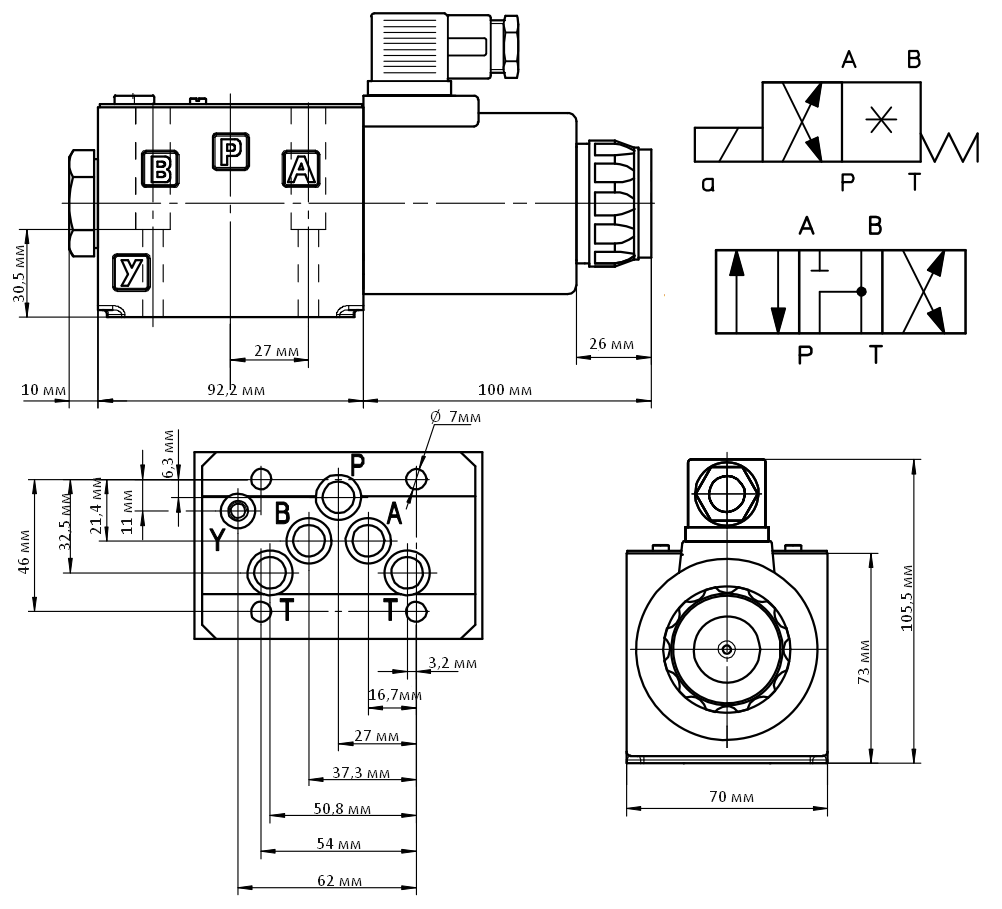 A B
B P A
a P T
Y
A B
30,5 мм
27 мм
26 мм
P T
10 мм
92,2 мм
100 мм
Ø 7мм
6,3 мм
P
11 мм
21,4 мм
32,5 мм
46 мм
B A
Y
T T
3,2 мм
16,7мм
27 мм
37,3 мм
50,8 мм
54 мм
62 мм
105,5 мм
73 мм
70 мм